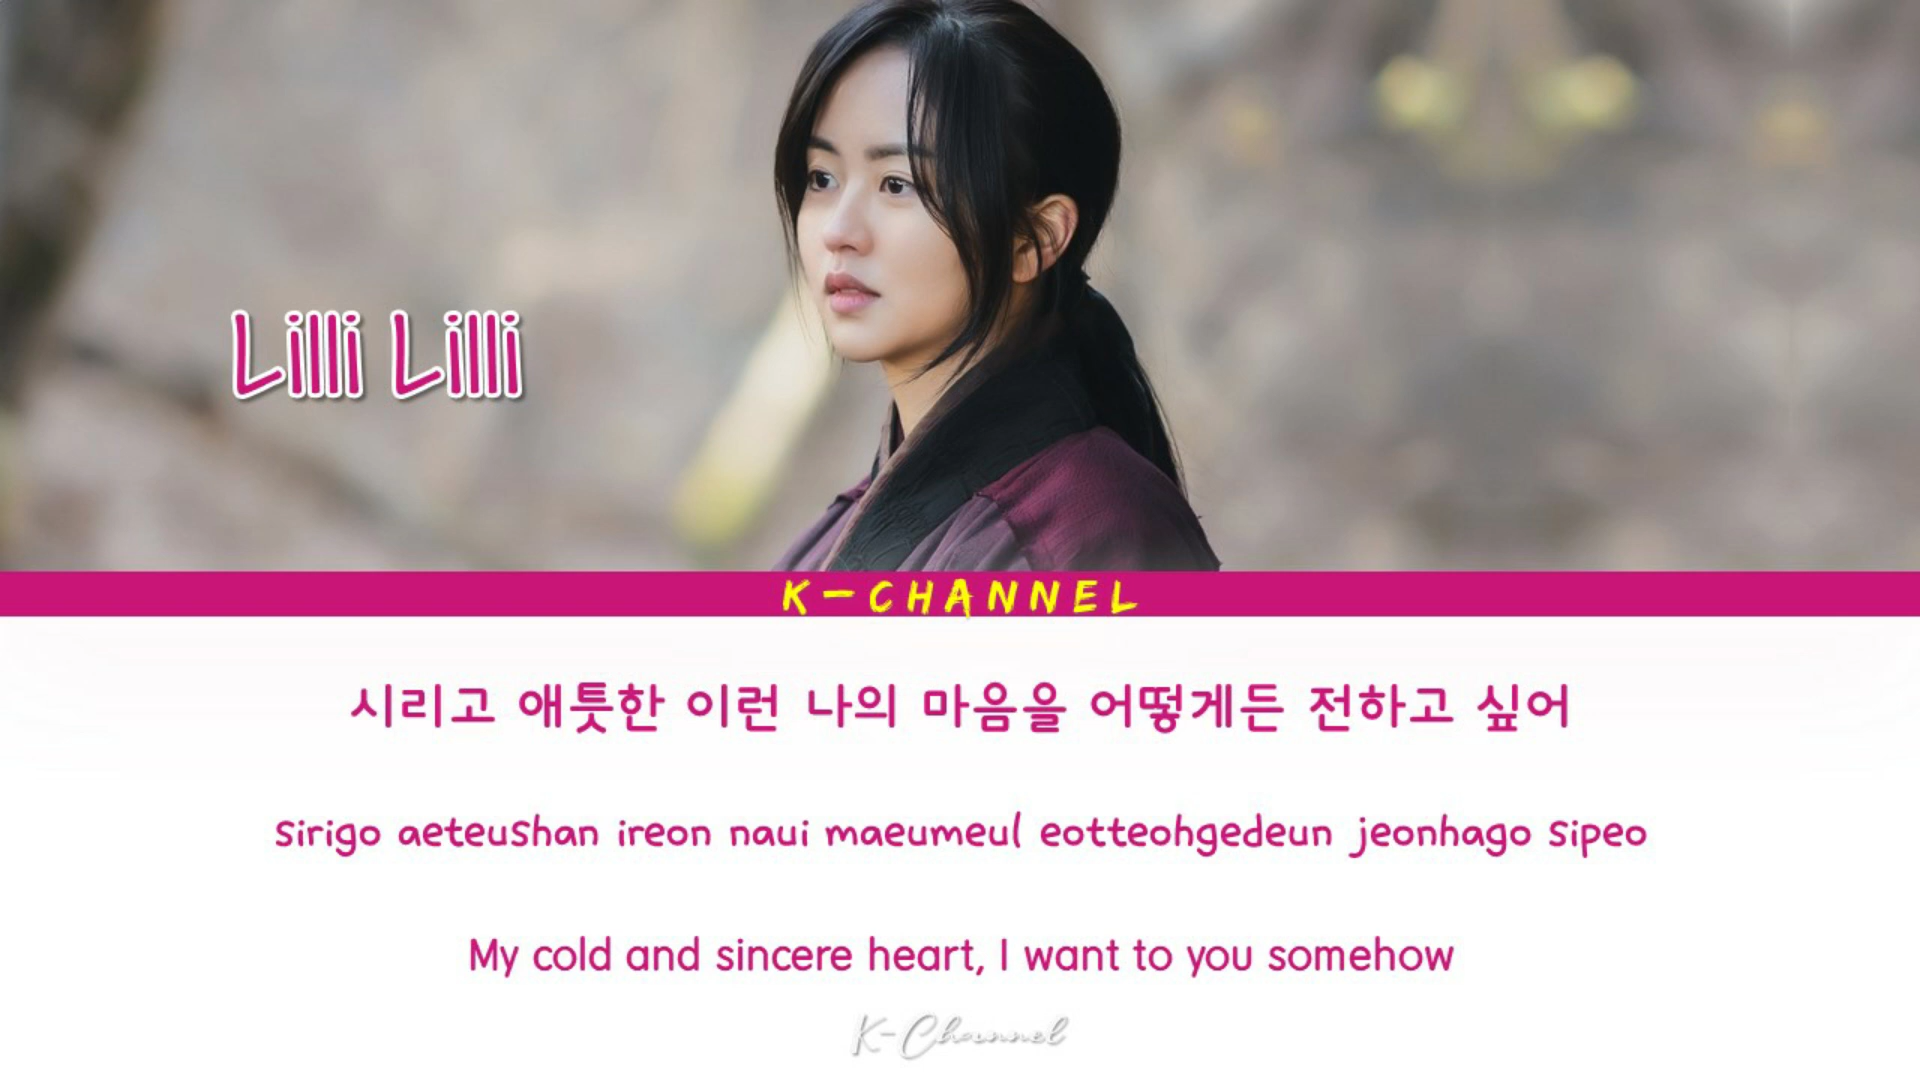 Lilli Lilli
K-CHANNEL
시리고 애틋한 이런 나의 마음을 어떻게든 전하고 싶어
sirigo aeteushan ireon naui maeumeul eotteohgedeun jeonhago sipeo
My cold and sincere heart, I want to you somehow
K-Channel